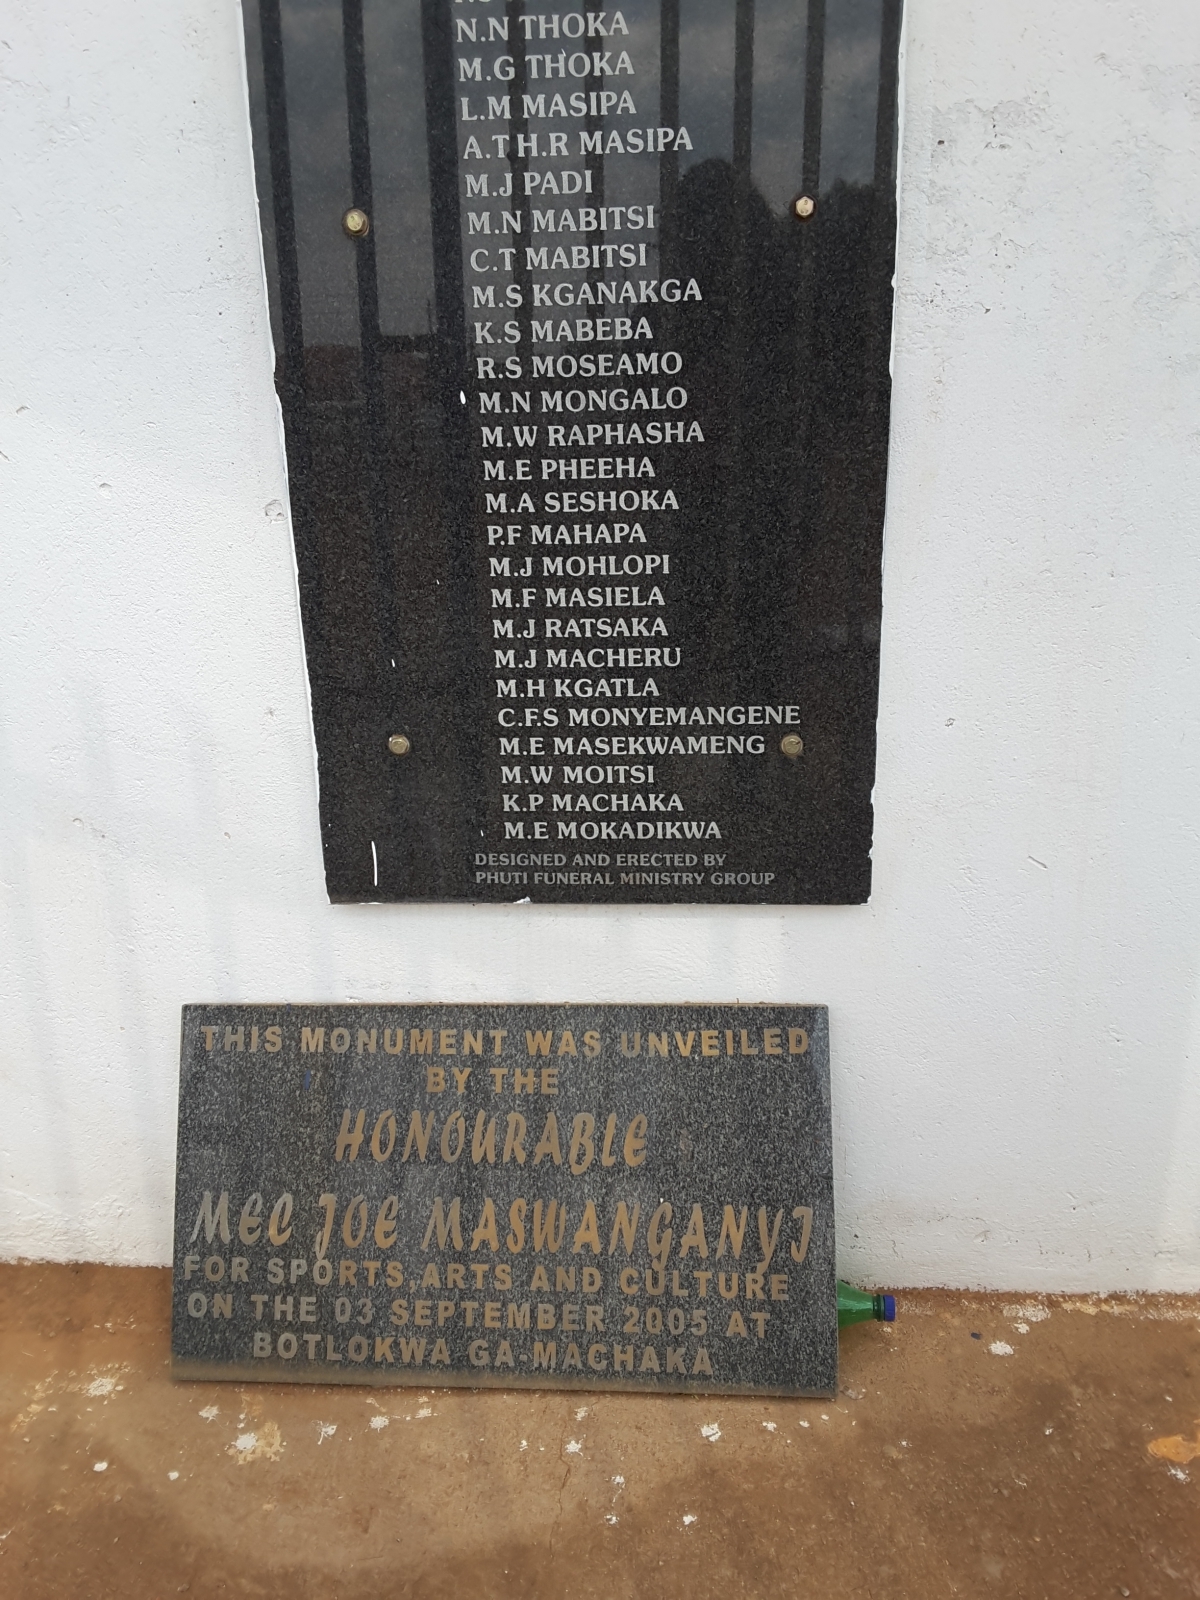 N.N THOKA
M.G THOKA
L.M MASIPA
A.T H.R MASIPA
M.J PADI
M.N MABITSI
C.T MABITSI
M.S KGANAKGA
K.S MABEBA
R.S MOSEAMO
M.N MONGALO
M.W RAPHASHA
M.E PHEEHA
M.A SESHOKA
P.F MAHAPA
M.J MOHLOPI
M.F MASIELA
M.J RATSAKA
M.J MACHERU
M.H KGATLA
C.F.S MONYEMANGENE
M.E MASEKWAMENG
M.W MOITSI
K.P MACHAKA
M.E MOKADIKWA
DESIGNED AND ERECTED BY
PHUTI FUNERAL MINISTRY GROUP
THIS MONUMENT WAS UNVEILED
BY THE
HONOURABLE
MEC JOE MASWANGANYI
FOR SPORTS,ARTS AND CULTURE
ON THE 03 SEPTEMBER 2005 AT
BOTLOKWA GA-MACHAKA